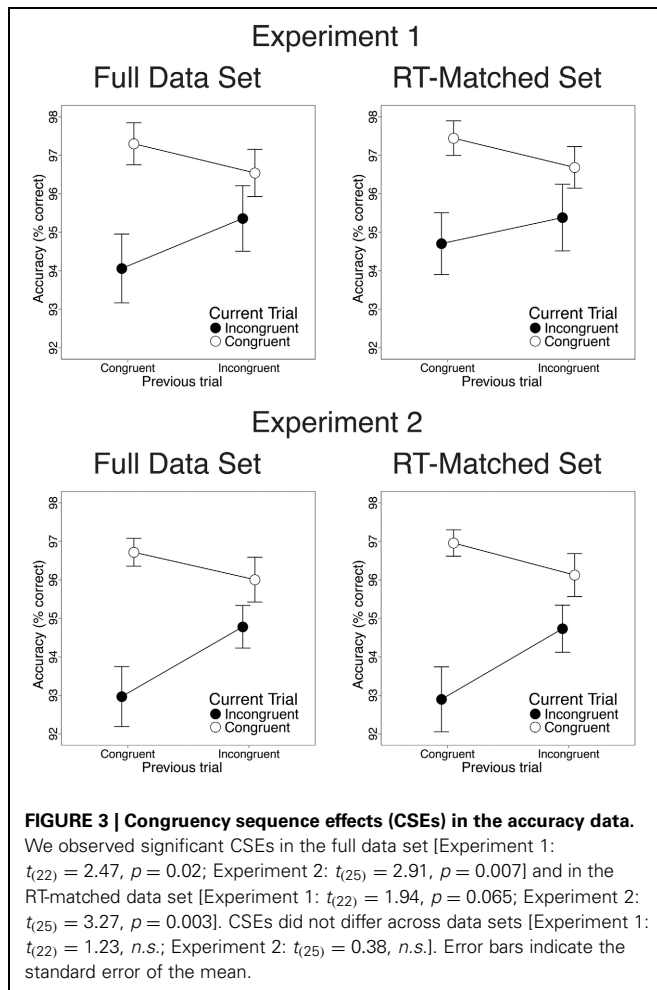 Experiment 1
Full Data Set
RT-Matched Set
Accuracy (% correct)
98
97
96
95
94
93
92
Current Trial
Incongruent
Congruent
Congruent
Incongruent
Previous trial
Accuracy (% correct)
98
97
96
95
94
93
92
Current Trial
Incongruent
Congruent
Congruent
Incongruent
Previous trial
Experiment 2
Full Data Set
RT-Matched Set
Accuracy (% correct)
98
97
96
95
94
93
92
Current Trial
Incongruent
Congruent
Congruent
Incongruent
Previous trial
Accuracy (% correct)
98
97
96
95
94
93
92
Current Trial
Incongruent
Congruent
Congruent
Incongruent
Previous trial
FIGURE 3 | Congruency sequence effects (CSEs) in the accuracy data.
We observed significant CSEs in the full data set [Experiment 1:
t(22) = 2.47, p = 0.02; Experiment 2: t(25) = 2.91, p = 0.007] and in the
RT-matched data set [Experiment 1: t(22) = 1.94, p = 0.065; Experiment 2:
t(25) = 3.27, p = 0.003]. CSEs did not differ across data sets [Experiment 1:
t(22) = 1.23, n.s.; Experiment 2: t(25) = 0.38, n.s.]. Error bars indicate the
standard error of the mean.